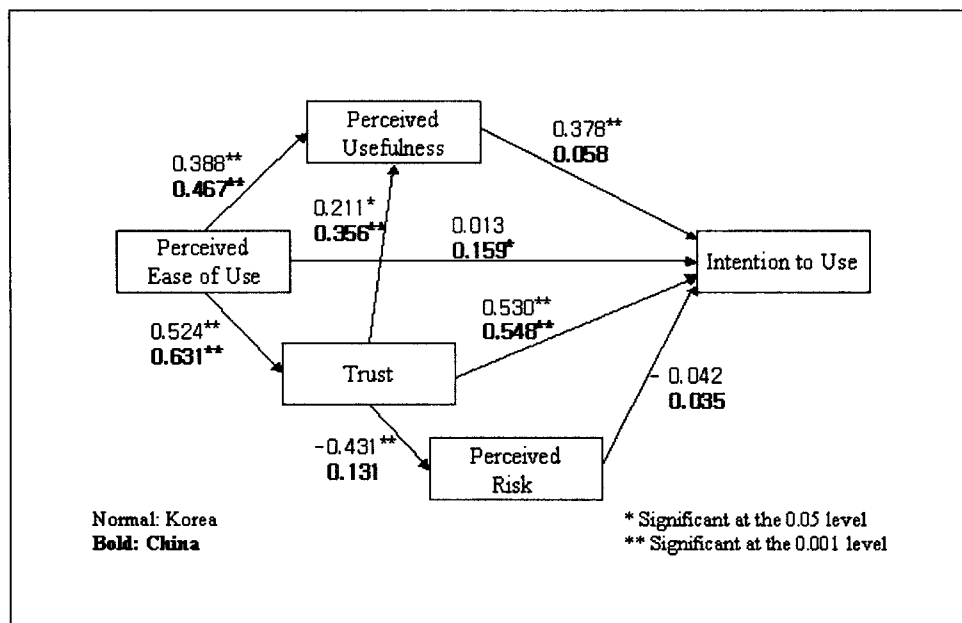 Perceived
Usefulness
0.378**
0.058
0.388**
0.467**
0.211*
0.356**
0.013
0.159*
Perceived
Ease of Use
Intention to Use
0.524**
0.631**
0.530**
0.548**
Trust
- 0.042
0.035
-0.431**
0.131
Perceived
Risk
Normal: Korea
Bold: China
* Significant at the 0.05 level
** Significant at the 0.001 level